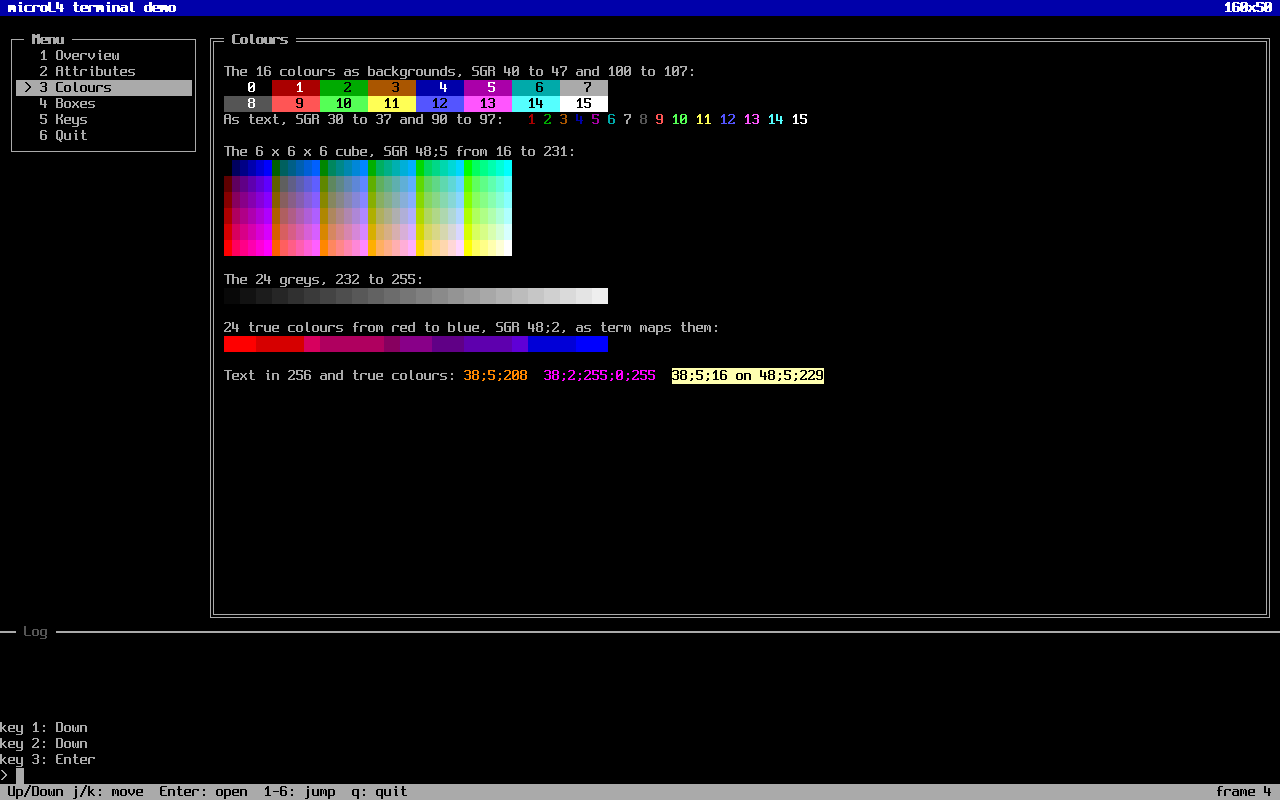 microL4 terminal demo 160x50
Menu
1 Overview
2 Attributes
> 3 Colours
4 Boxes
5 Keys
6 Quit
Colours
The 16 colours as backgrounds, SGR 40 to 47 and 100 to 107:
0 1 2 3 4 5 6 7
8 9 10 11 12 13 14 15
As text, SGR 30 to 37 and 90 to 97: 1 2 3 4 5 6 7 8 9 10 11 12 13 14 15
The 6 x 6 x 6 cube, SGR 48;5 from 16 to 231:
The 24 greys, 232 to 255:
24 true colours from red to blue, SGR 48;2, as term maps them:
Text in 256 and true colours: 38;5;208 38;2;255;0;255 38;5;16 on 48;5;229
Log
key 1: Down
key 2: Down
key 3: Enter
>
Up/Down j/k: move Enter: open 1-6: jump q: quit frame 4